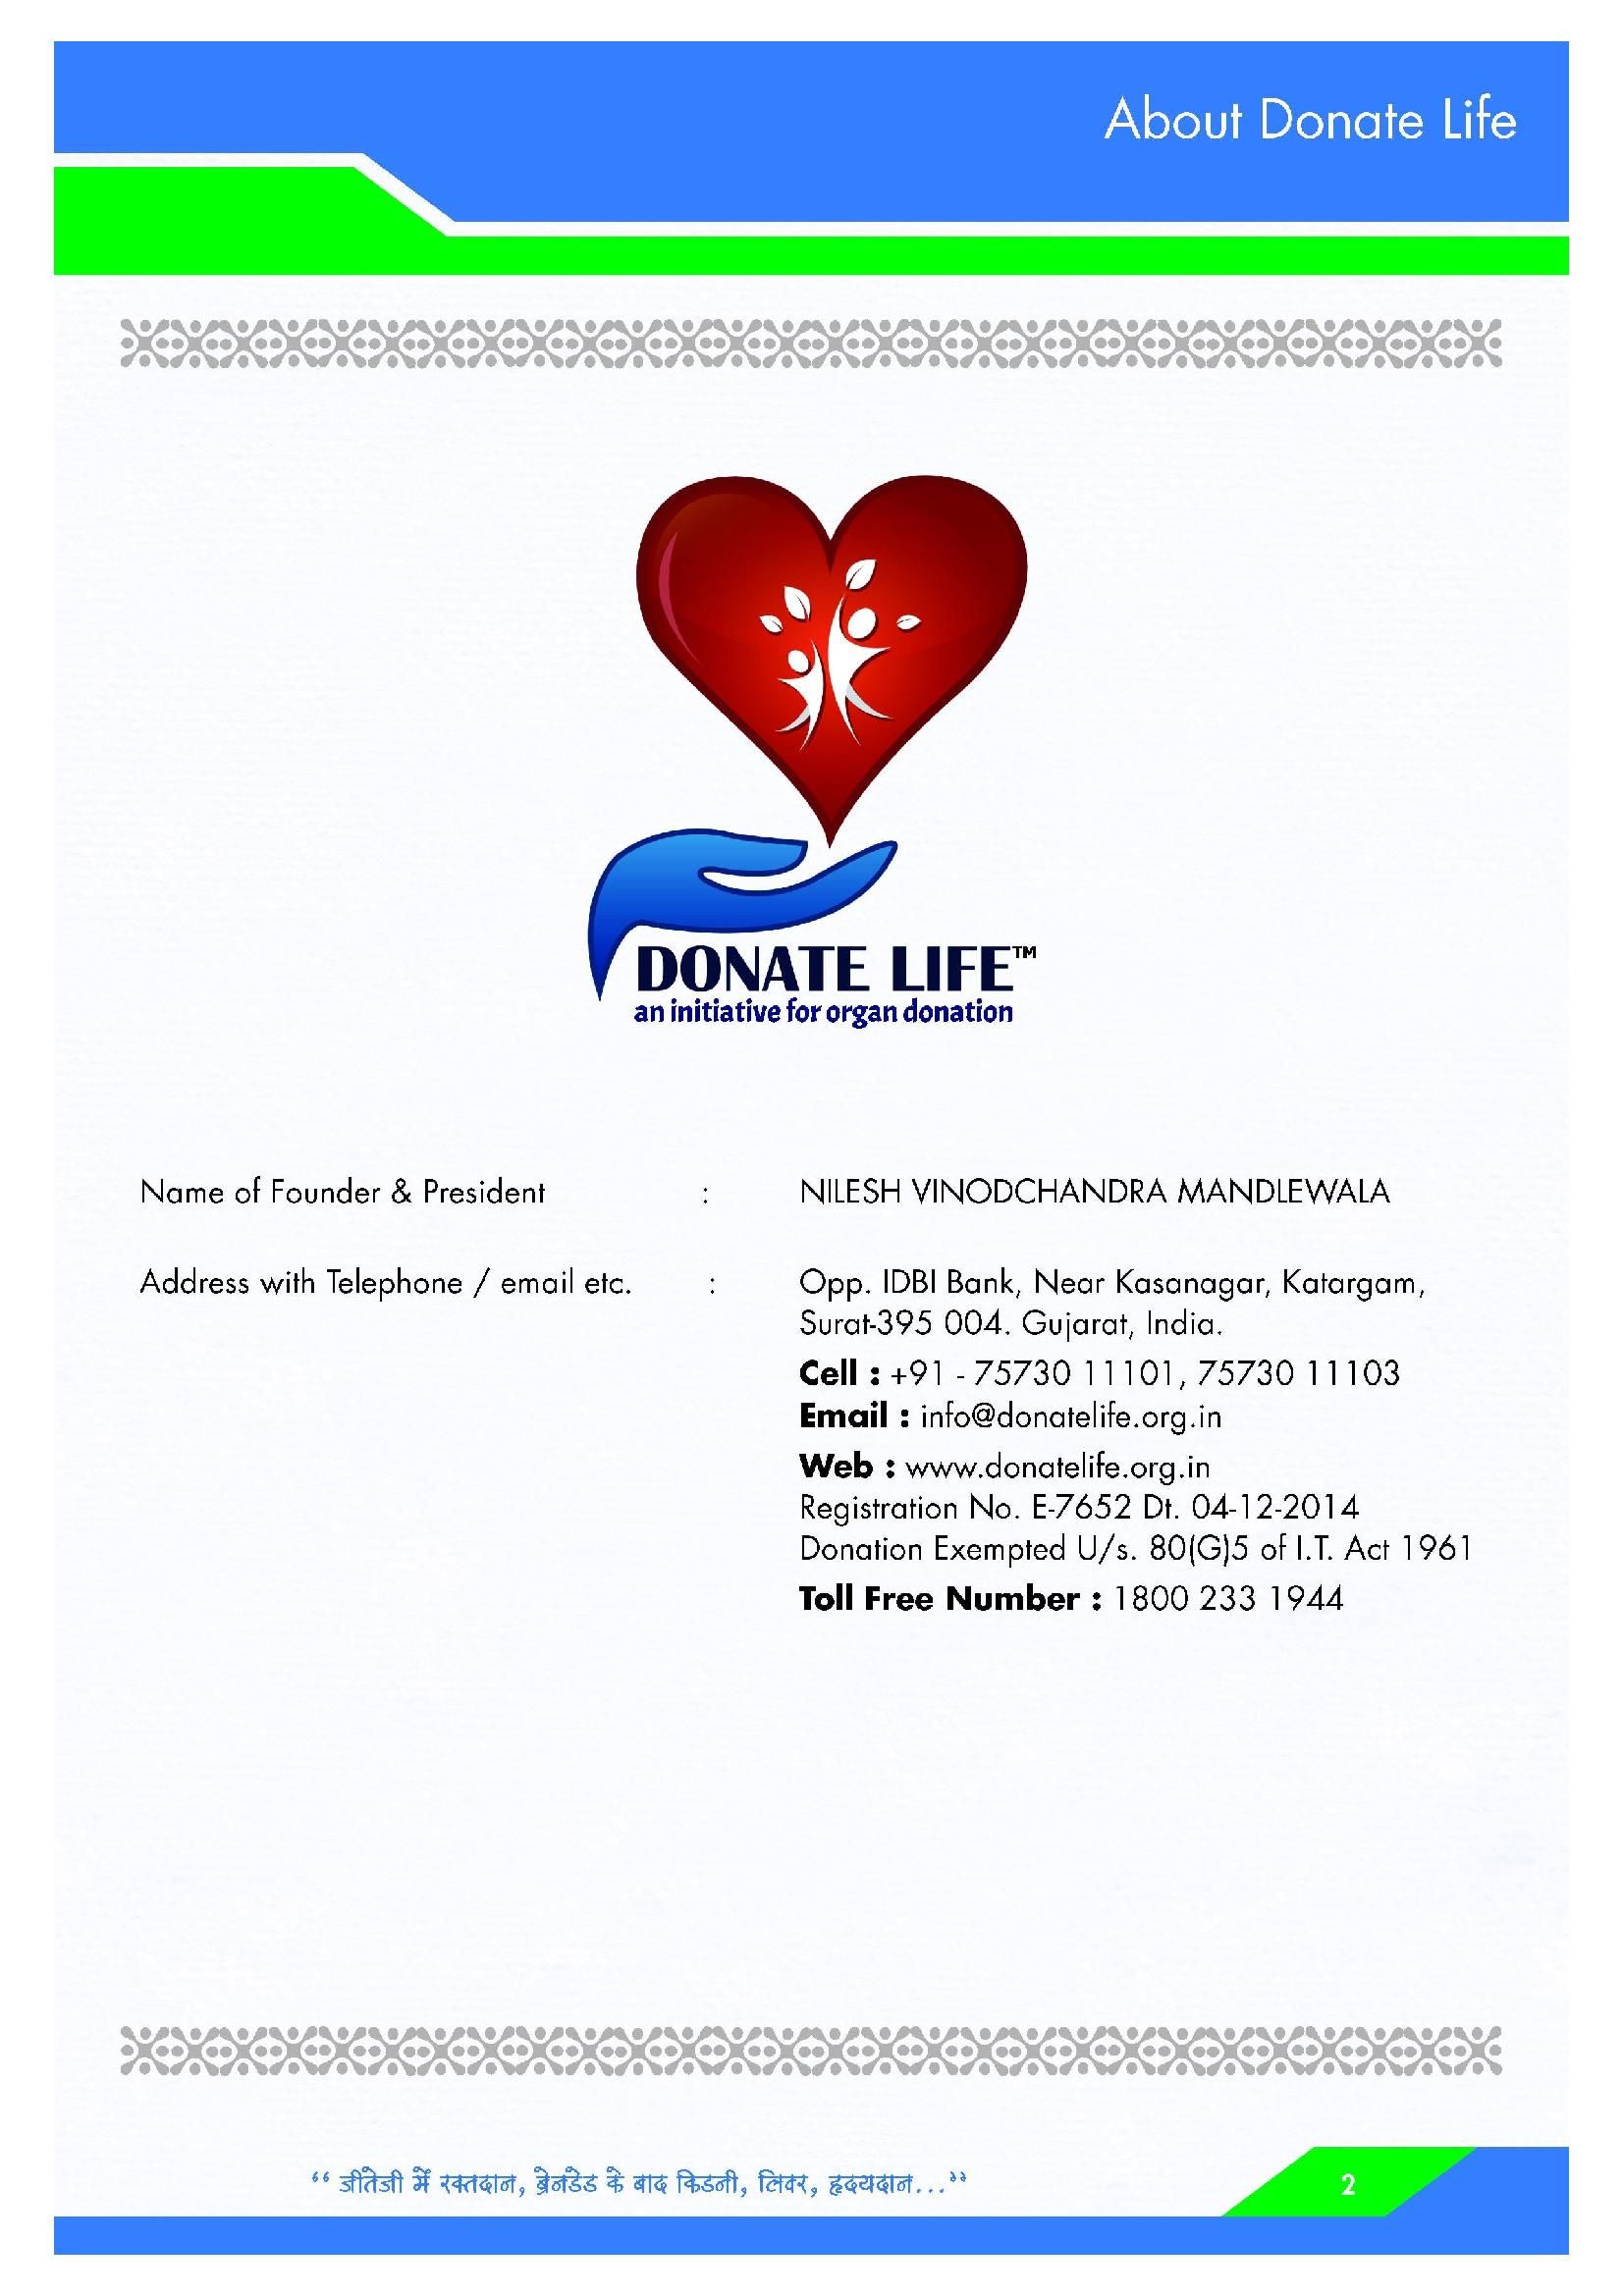 About Donate Life
DONATE LIFE™
an initiative for organ donation
Name of Founder & President : NILESH VINODCHANDRA MANDLEWALA
Address with Telephone / email etc. : Opp. IDBI Bank, Near Kasanagar, Katargam,
Surat-395 004. Gujarat, India.
Cell : +91 - 75730 11101, 75730 11103
Email : info@donatelife.org.in
Web : www.donatelife.org.in
Registration No. E-7652 Dt. 04-12-2014
Donation Exempted U/s. 80(G)5 of I.T. Act 1961
Toll Free Number : 1800 233 1944
“ जीतेजी में रक्तदान, ब्रेनडेड के बाद किडनी, लिवर, हृदयदान...”
2